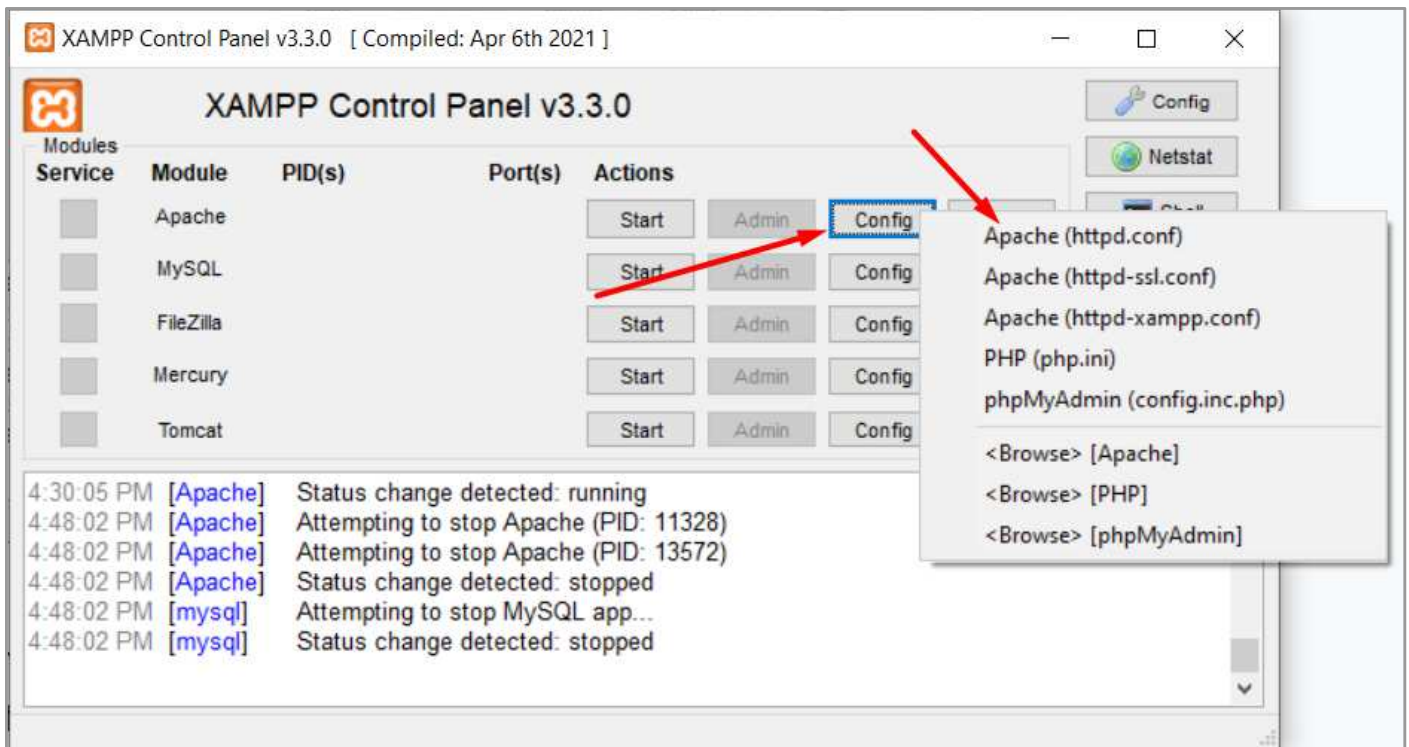 XAMPP Control Panel v3.3.0 [ Compiled: Apr 6th 2021 ]
XAMPP Control Panel v3.3.0
Config
Modules
Netstat
Service Module PID(s) Port(s) Actions
Shell
Apache Start Admin Config
MySQL Start Admin Config
FileZilla Start Admin Config
Mercury Start Admin Config
Tomcat Start Admin Config
Apache (httpd.conf)
Apache (httpd-ssl.conf)
Apache (httpd-xampp.conf)
PHP (php.ini)
phpMyAdmin (config.inc.php)
<Browse> [Apache]
<Browse> [PHP]
<Browse> [phpMyAdmin]
4:30:05 PM [Apache] Status change detected: running
4:48:02 PM [Apache] Attempting to stop Apache (PID: 11328)
4:48:02 PM [Apache] Attempting to stop Apache (PID: 13572)
4:48:02 PM [Apache] Status change detected: stopped
4:48:02 PM [mysql] Attempting to stop MySQL app...
4:48:02 PM [mysql] Status change detected: stopped